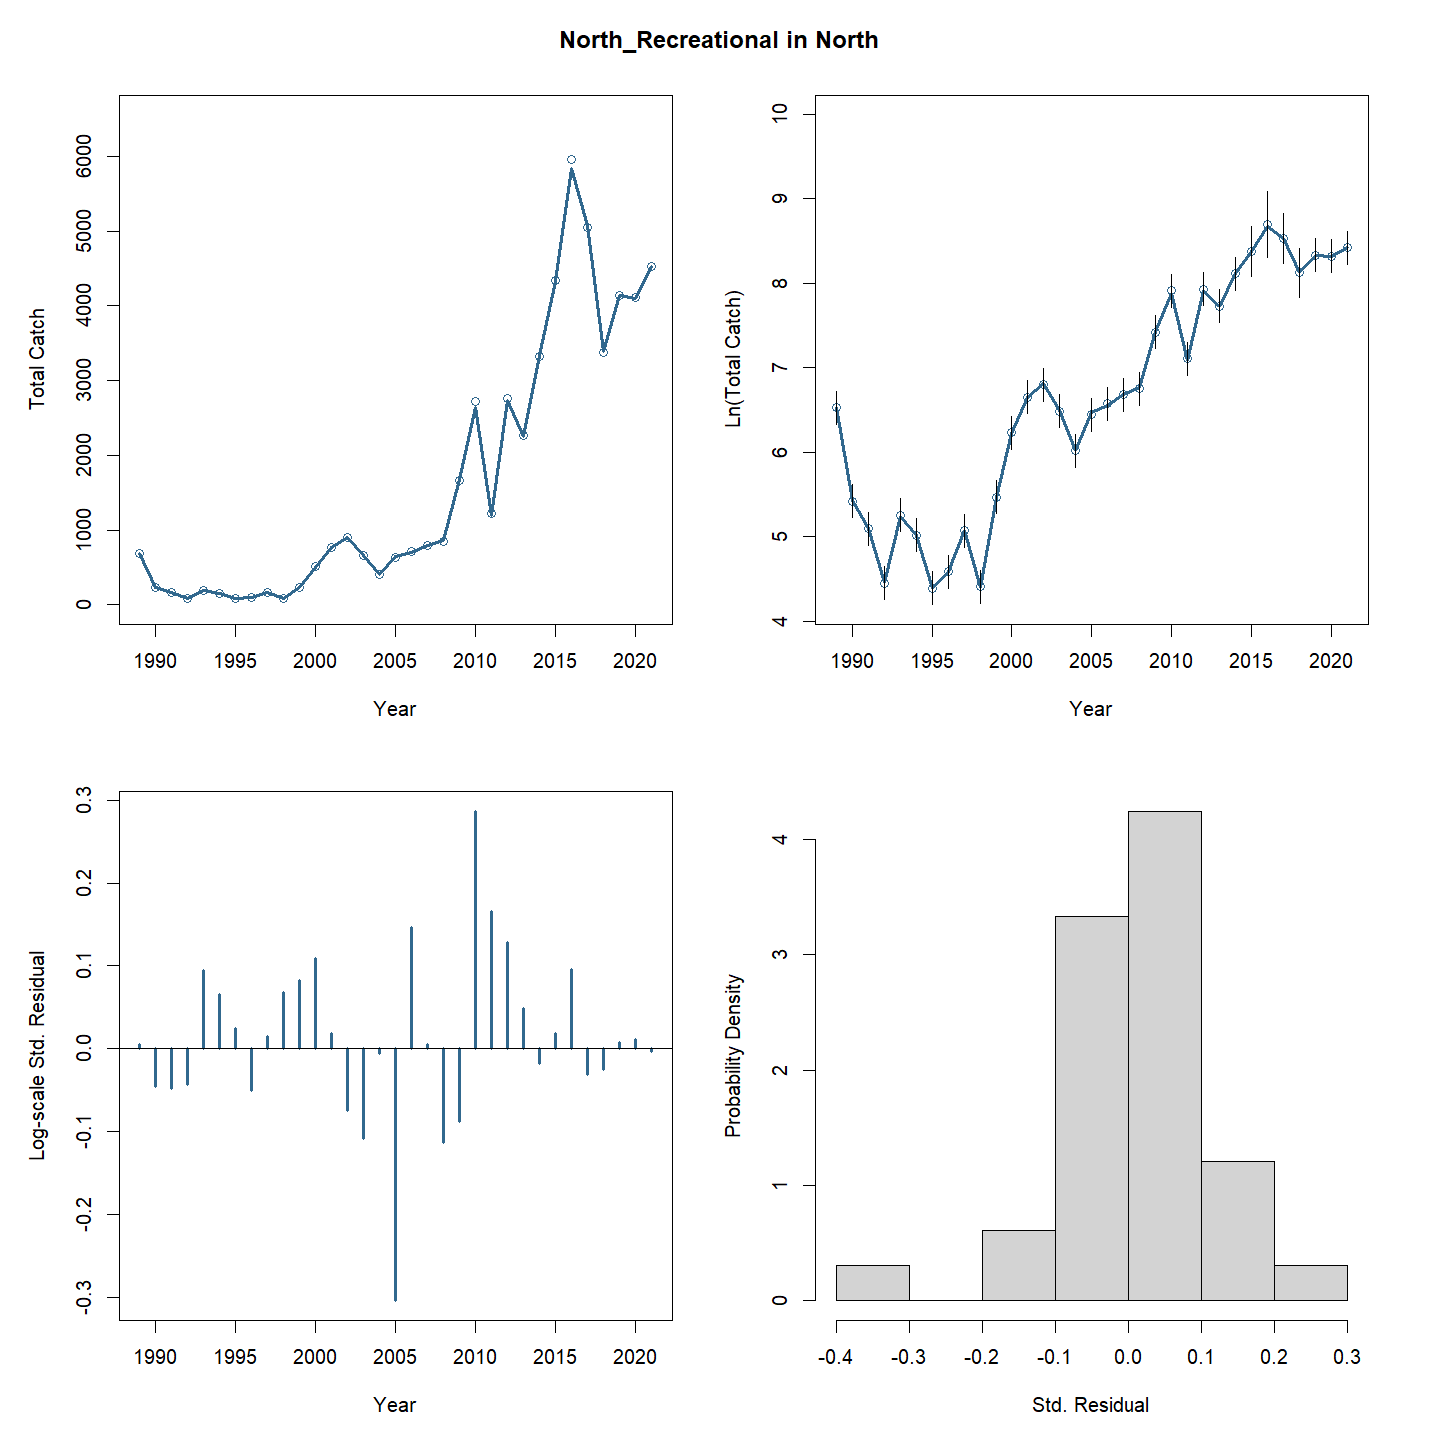 North_Recreational in North
Total Catch
0 1000 2000 3000 4000 5000 6000
1990 1995 2000 2005 2010 2015 2020
Year
Ln(Total Catch)
4 5 6 7 8 9 10
1990 1995 2000 2005 2010 2015 2020
Year
Log-scale Std. Residual
-0.3 -0.2 -0.1 0.0 0.1 0.2 0.3
1990 1995 2000 2005 2010 2015 2020
Year
Probability Density
0 1 2 3 4
-0.4 -0.3 -0.2 -0.1 0.0 0.1 0.2 0.3
Std. Residual